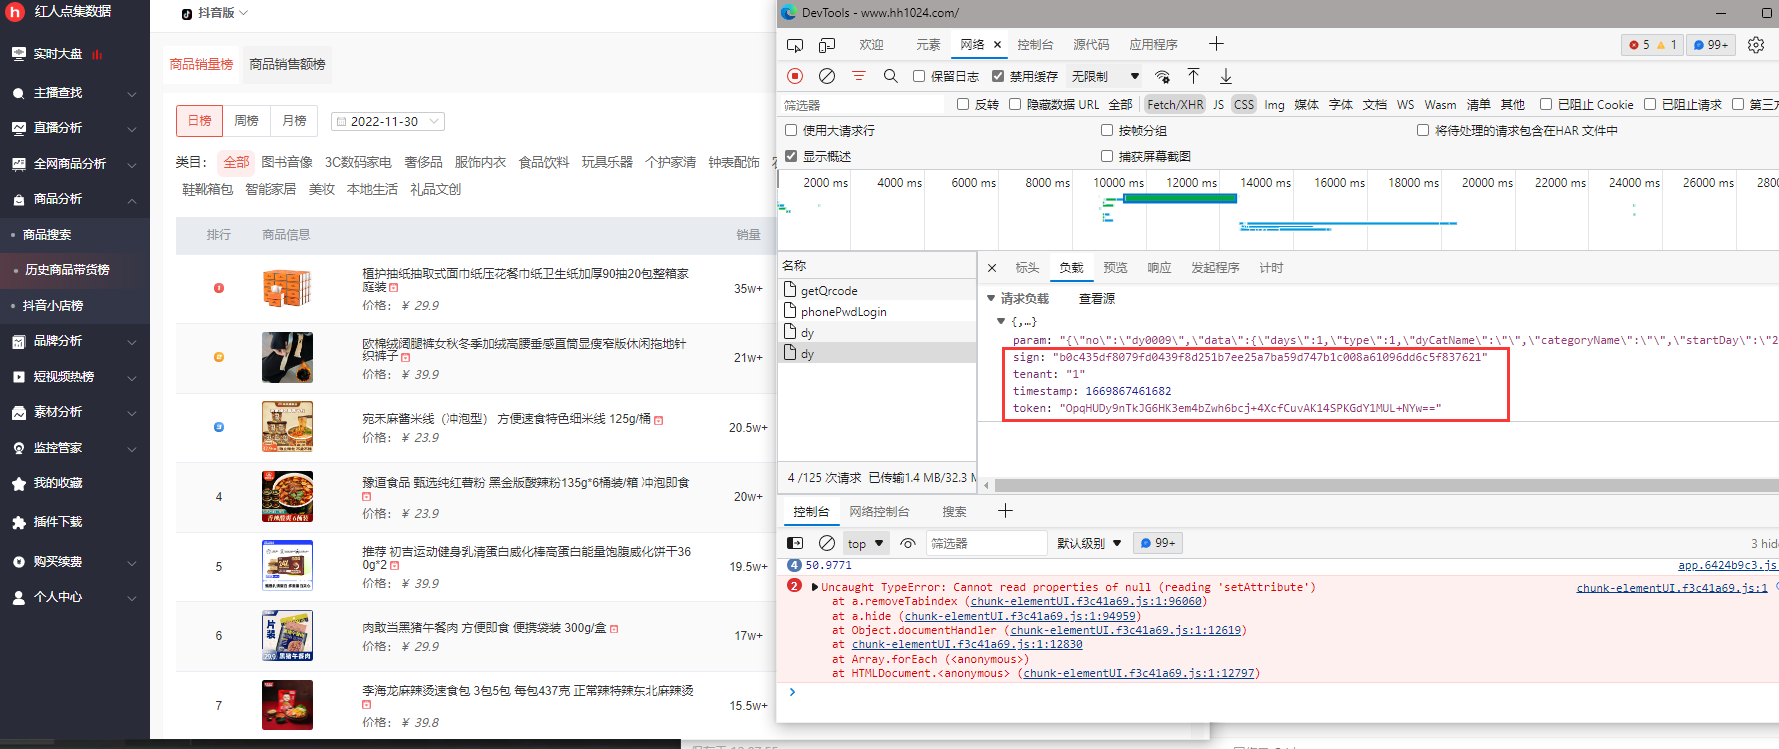 红人点集数据
实时大盘
主播查找
直播分析
全网商品分析
商品分析
商品搜索
历史商品带货榜
抖音小店榜
品牌分析
短视频热榜
素材分析
监控管家
我的收藏
插件下载
购买续费
个人中心
抖音版
商品销量榜 商品销售额榜
日榜 周榜 月榜 2022-11-30
类目： 全部 图书音像 3C数码家电 奢侈品 服饰内衣 食品饮料 玩具乐器 个护家清 钟表配饰
鞋靴箱包 智能家居 美妆 本地生活 礼品文创
排行 商品信息 销量
1 植护抽纸抽取式面巾纸压花餐巾纸卫生纸加厚90抽20包整箱家
庭装
价格： ¥ 29.9
35w+
2 欧棉绒阔腿裤女秋冬季加绒高腰垂感直筒显瘦窄版休闲拖地针
织裤子
价格： ¥ 39.9
21w+
3 宛禾麻酱米线（冲泡型） 方便速食特色细米线 125g/桶
价格： ¥ 23.9
20.5w+
4 豫道食品 甄选纯红薯粉 黑金版酸辣粉135g*6桶装/箱 冲泡即食
价格： ¥ 23.9
20w+
5 推荐 初吉运动健身乳清蛋白威化棒高蛋白能量饱腹威化饼干36
0g*2
价格： ¥ 39.9
19.5w+
6 肉敢当黑猪午餐肉 方便即食 便携袋装 300g/盒
价格： ¥ 29.9
17w+
7 李海龙麻辣烫速食包 3包5包 每包437克 正常辣特辣东北麻辣烫
价格： ¥ 39.8
15.5w+
DevTools - www.hh1024.com/
欢迎 元素 网络 控制台 源代码 应用程序 5 1 99+
保留日志 禁用缓存 无限制
筛选器 反转 隐藏数据 URL 全部 Fetch/XHR JS CSS Img 媒体 字体 文档 WS Wasm 清单 其他 已阻止 Cookie 已阻止请求 第三方
使用大请求行 按帧分组 将待处理的请求包含在HAR 文件中
显示概述 捕获屏幕截图
2000 ms 4000 ms 6000 ms 8000 ms 10000 ms 12000 ms 14000 ms 16000 ms 18000 ms 20000 ms 22000 ms 24000 ms 26000 ms 2800
名称
getQrcode
phonePwdLogin
dy
dy
4 /125 次请求 已传输1.4 MB/32.3 M
标头 负载 预览 响应 发起程序 计时
请求负载 查看源
{,…}
param: "{\"no\":\"dy0009\",\"data\":{\"days\":1,\"type\":1,\"dyCatName\":\"\",\"categoryName\":\"\",\"startDay\":\"2
sign: "b0c435df8079fd0439f8d251b7ee25a7ba59d747b1c008a61096dd6c5f837621"
tenant: "1"
timestamp: 1669867461682
token: "OpqHUDy9nTkJG6HK3em4bZwh6bcj+4XcfCuvAK14SPKGdY1MUL+NYw=="
控制台 网络控制台 搜索
top 筛选器 默认级别 99+ 3 hid
4 50.9771 app.6424b9c3.js
2 Uncaught TypeError: Cannot read properties of null (reading 'setAttribute') chunk-elementUI.f3c41a69.js:1
at a.removeTabindex (chunk-elementUI.f3c41a69.js:1:96060)
at a.hide (chunk-elementUI.f3c41a69.js:1:94959)
at Object.documentHandler (chunk-elementUI.f3c41a69.js:1:12619)
at chunk-elementUI.f3c41a69.js:1:12830
at Array.forEach (<anonymous>)
at HTMLDocument.<anonymous> (chunk-elementUI.f3c41a69.js:1:12797)